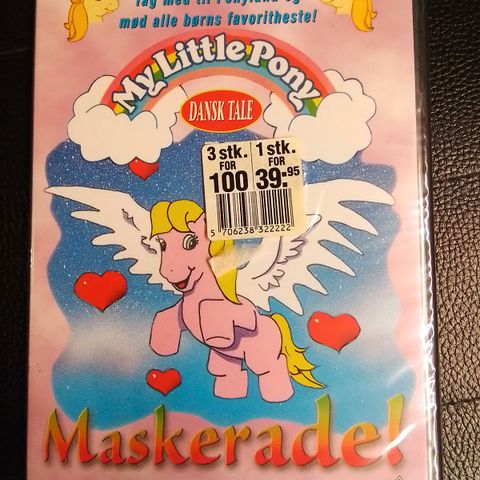 Tag med til Ponyland og
mød alle børns favoritheste!
My Little Pony
DANSK TALE
3 stk. 1 stk.
FOR FOR
100 39.95
5 706238 322222
Maskerade!